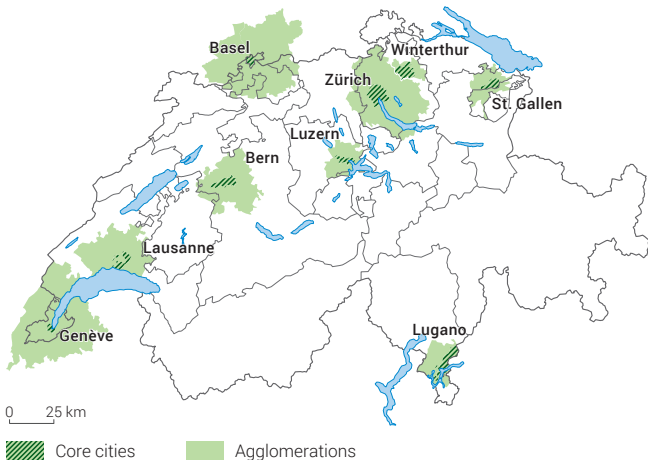 Basel
Winterthur
Zürich
St. Gallen
Luzern
Bern
Lausanne
Genève
Lugano
0 25 km
Core cities
Agglomerations